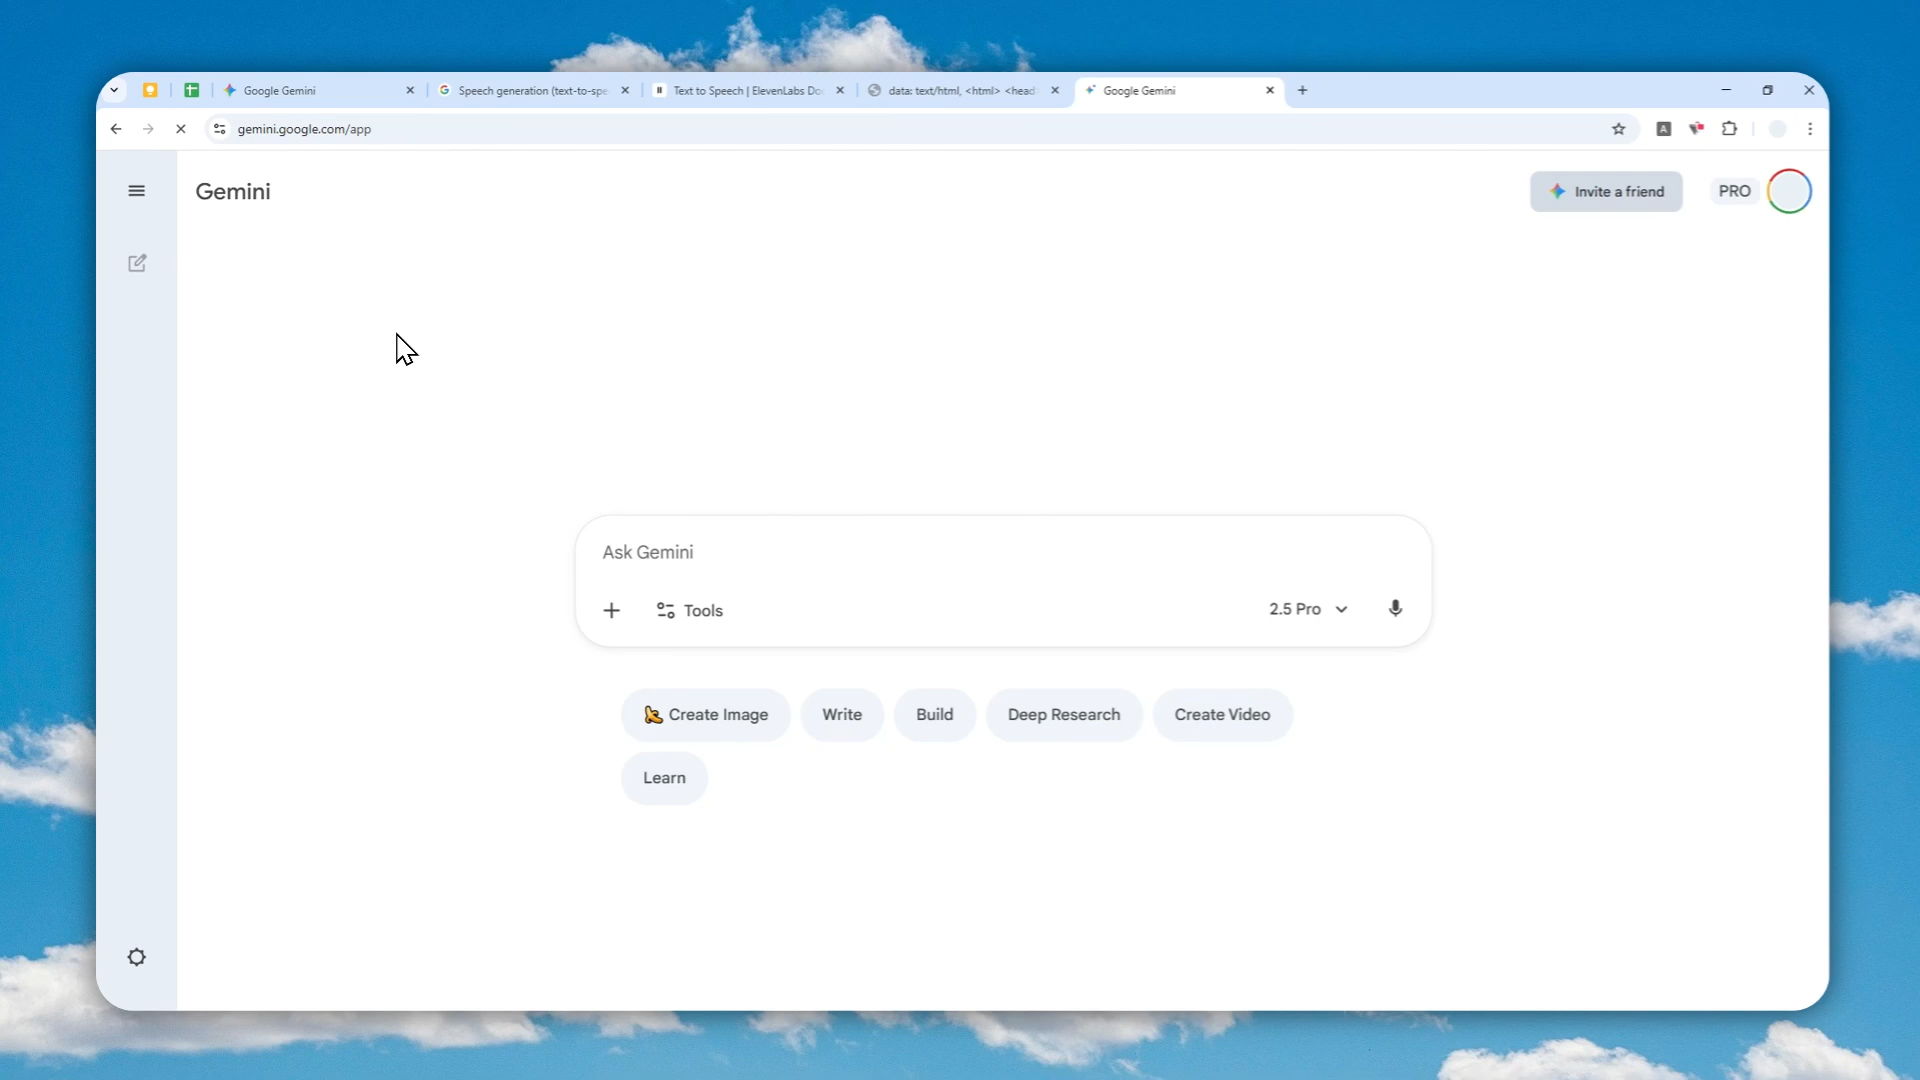 Google Gemini
Speech generation (text-to-spe
Text to Speech | ElevenLabs Do
data: text/html, <html> <head
Google Gemini
gemini.google.com/app
A
Gemini
Invite a friend
PRO
Ask Gemini
Tools
2.5 Pro
Create Image
Write
Build
Deep Research
Create Video
Learn